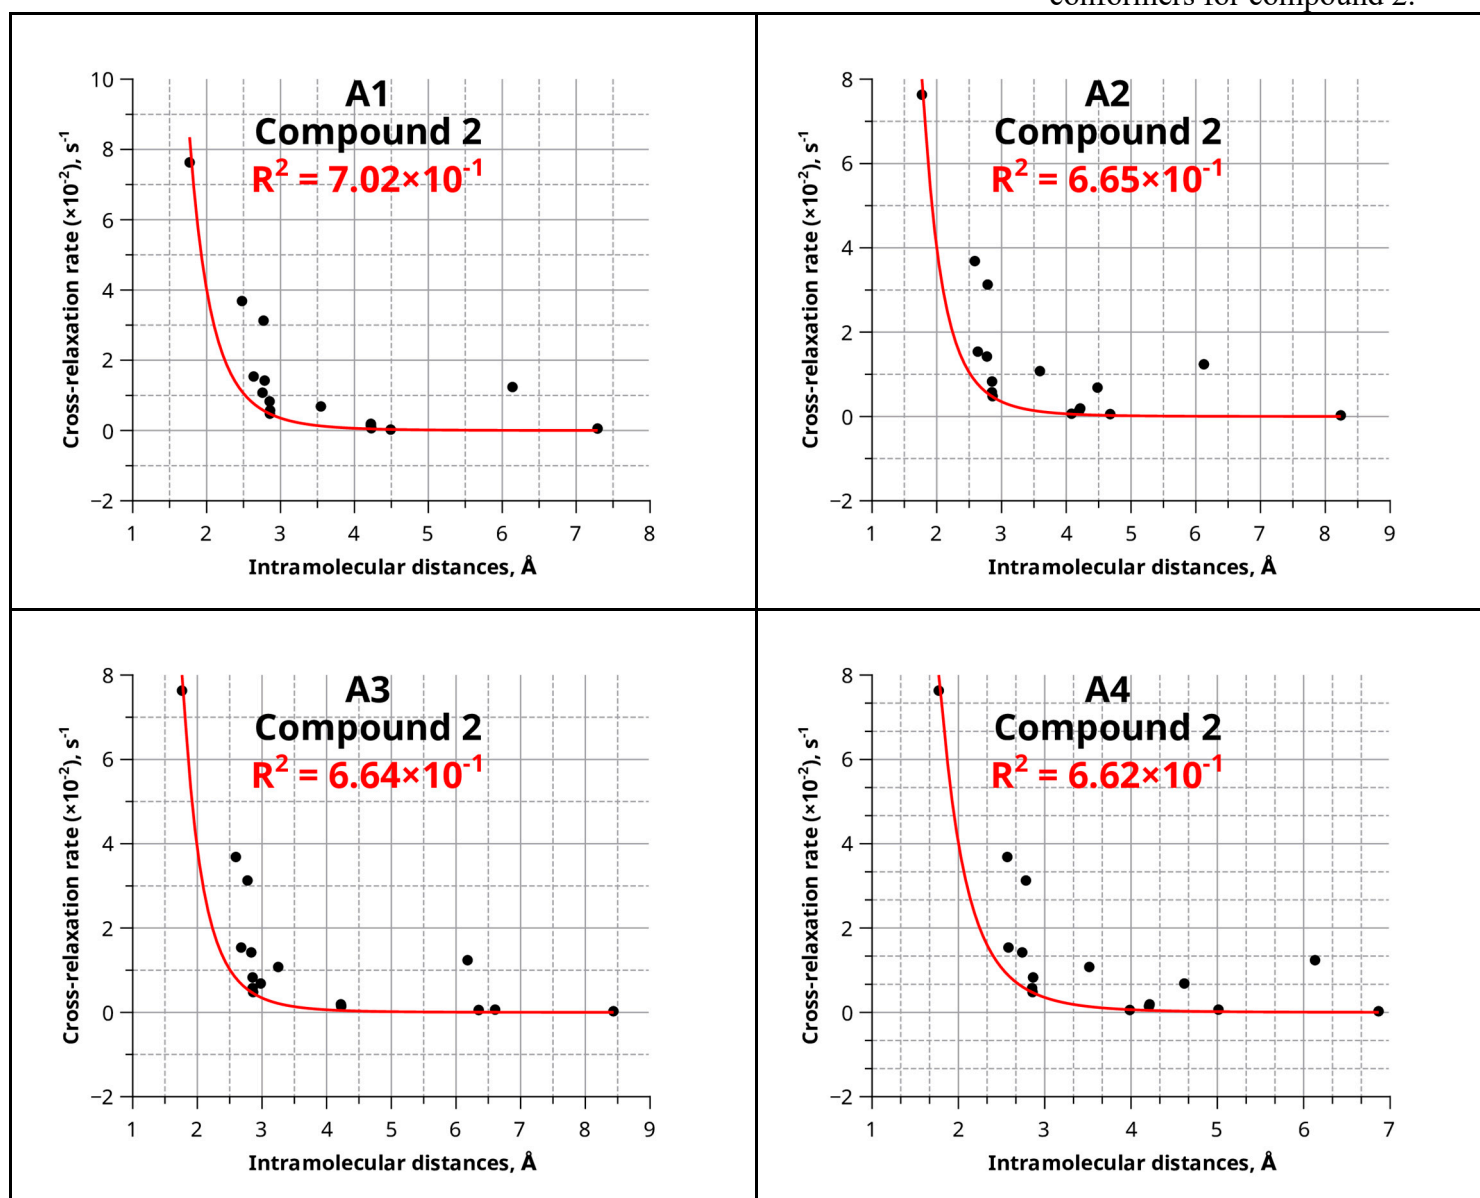 conformers for compound 2.
A1
Compound 2
R² = 7.02×10⁻¹
Cross-relaxation rate (×10⁻²), s⁻¹
10
8
6
4
2
0
−2
1 2 3 4 5 6 7 8
Intramolecular distances, Å
A2
Compound 2
R² = 6.65×10⁻¹
Cross-relaxation rate (×10⁻²), s⁻¹
8
6
4
2
0
−2
1 2 3 4 5 6 7 8 9
Intramolecular distances, Å
A3
Compound 2
R² = 6.64×10⁻¹
Cross-relaxation rate (×10⁻²), s⁻¹
8
6
4
2
0
−2
1 2 3 4 5 6 7 8 9
Intramolecular distances, Å
A4
Compound 2
R² = 6.62×10⁻¹
Cross-relaxation rate (×10⁻²), s⁻¹
8
6
4
2
0
−2
1 2 3 4 5 6 7
Intramolecular distances, Å